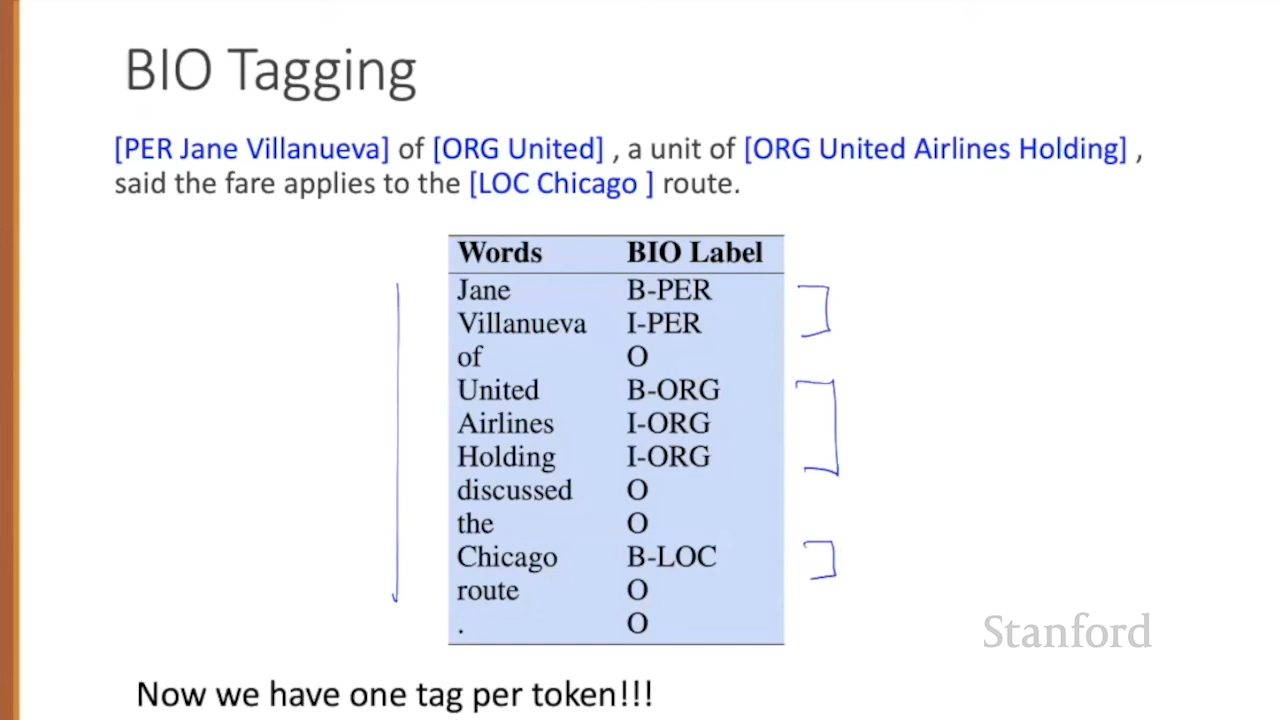 BIO Tagging
[PER Jane Villanueva] of [ORG United] , a unit of [ORG United Airlines Holding] ,
said the fare applies to the [LOC Chicago ] route.
Words BIO Label
Jane B-PER
Villanueva I-PER
of O
United B-ORG
Airlines I-ORG
Holding I-ORG
discussed O
the O
Chicago B-LOC
route O
. O
Stanford
Now we have one tag per token!!!